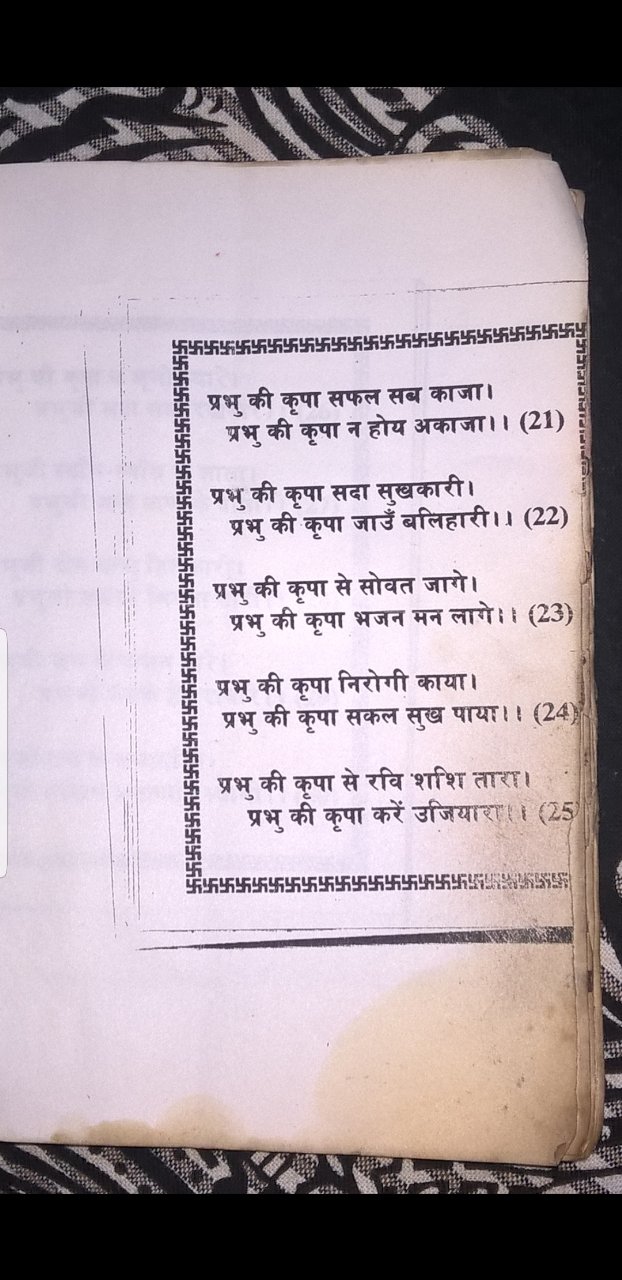 प्रभु की कृपा सफल सब काजा।
प्रभु की कृपा न होय अकाजा।। (21)
प्रभु की कृपा सदा सुखकारी।
प्रभु की कृपा जाउँ बलिहारी।। (22)
प्रभु की कृपा से सोवत जागे।
प्रभु की कृपा भजन मन लागे।। (23)
प्रभु की कृपा निरोगी काया।
प्रभु की कृपा सकल सुख पाया।। (24)
प्रभु की कृपा से रवि शशि तारा।
प्रभु की कृपा करें उजियारा।। (25